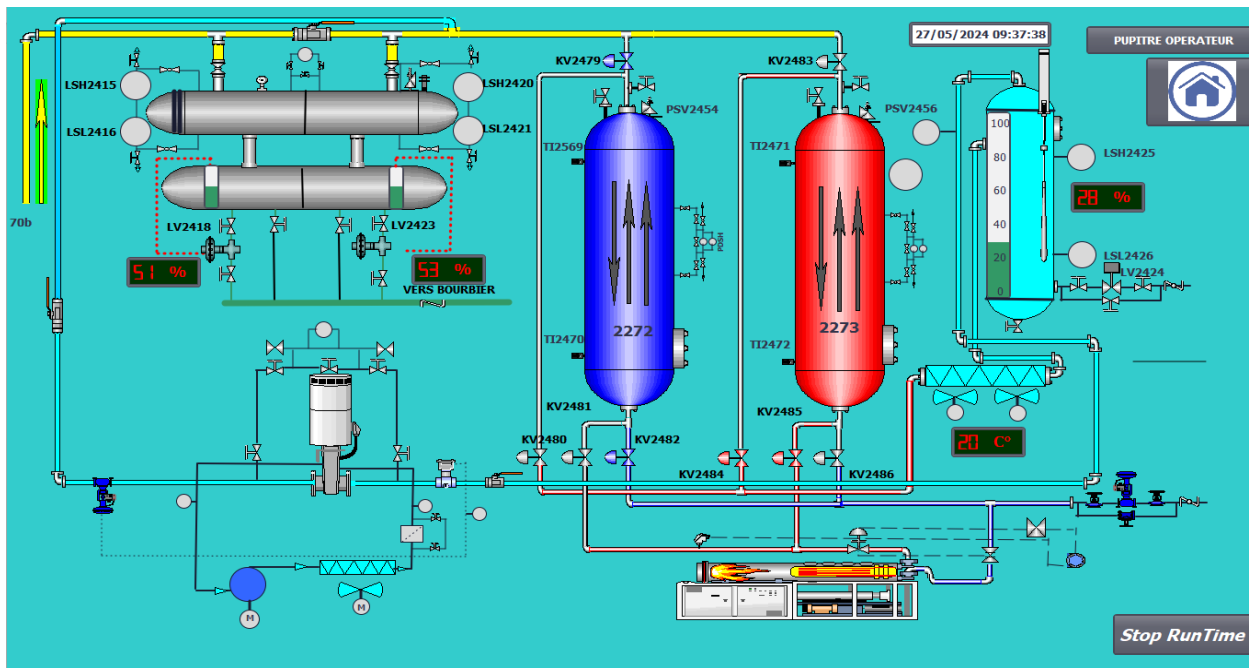 27/05/2024 09:37:38
PUPITRE OPERATEUR
KV2479
KV2483
LSH2415
LSH2420
PSV2454
PSV2456
LSL2416
LSL2421
TI2569
TI2471
LSH2425
100
80
60
40
20
0
28 %
70b
LV2418
LV2423
51 %
53 %
VERS BOURBIER
PDSH
LSL2426
LV2424
2272
2273
TI2470
TI2472
KV2481
KV2485
KV2480
KV2482
20 C°
KV2484
KV2486
M
M
Stop RunTime